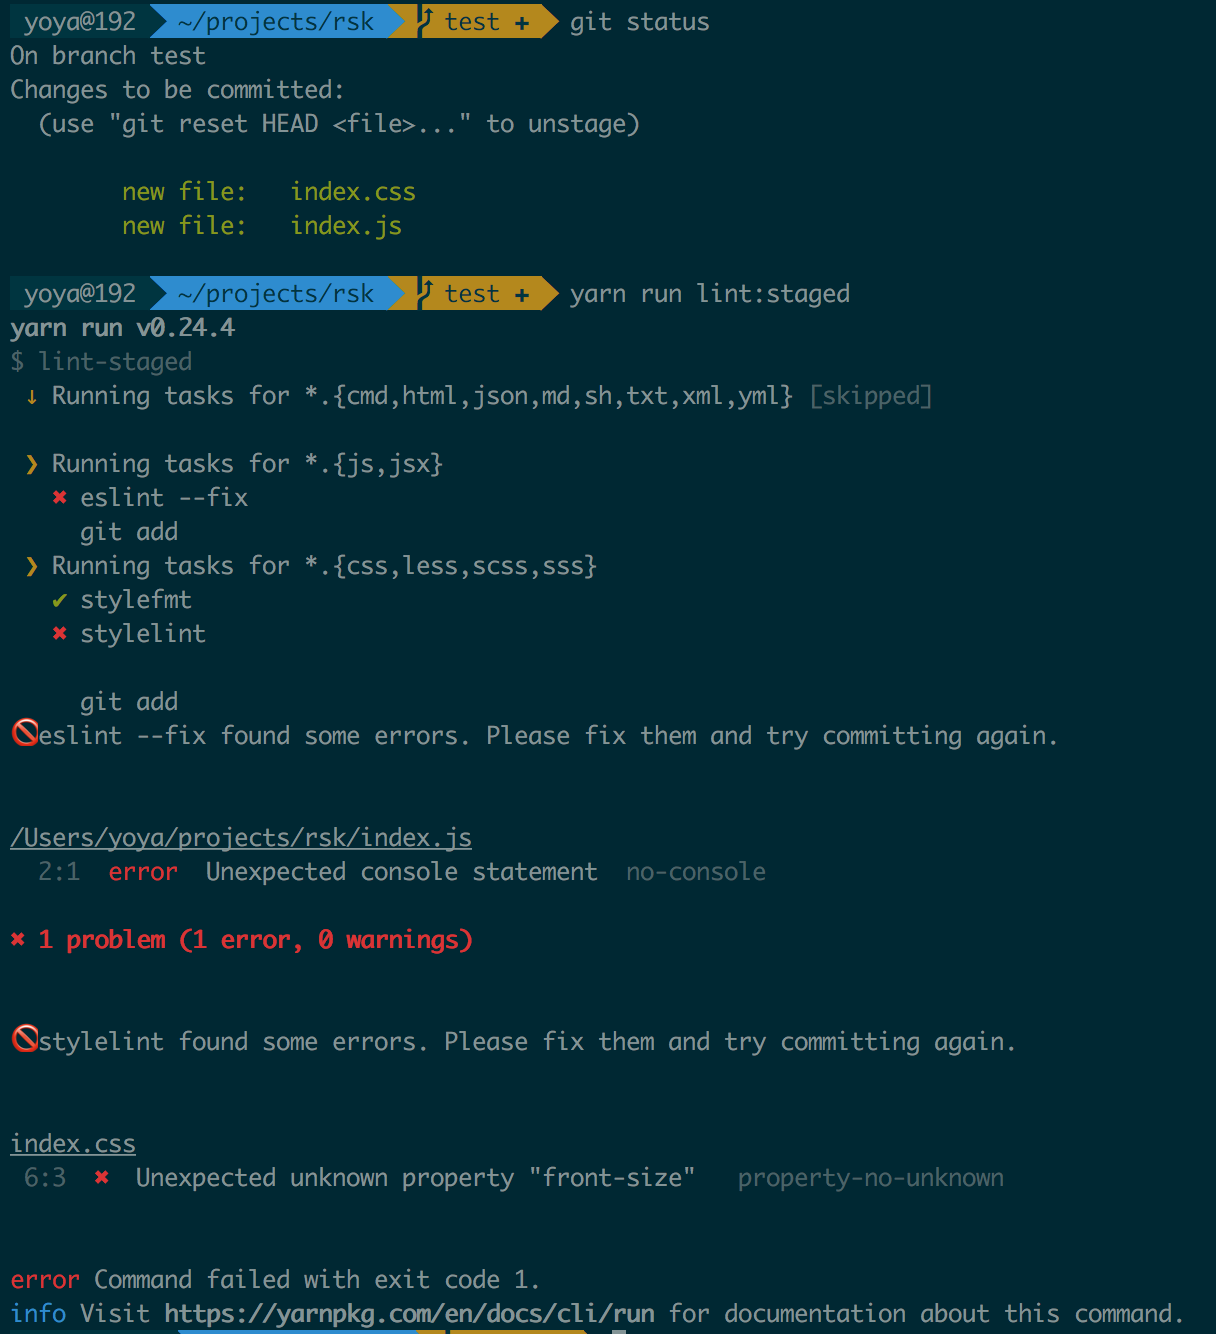 yoya@192 ~/projects/rsk test + git status
On branch test
Changes to be committed:
(use "git reset HEAD <file>..." to unstage)
new file: index.css
new file: index.js
yoya@192 ~/projects/rsk test + yarn run lint:staged
yarn run v0.24.4
$ lint-staged
↓ Running tasks for *.{cmd,html,json,md,sh,txt,xml,yml} [skipped]
❯ Running tasks for *.{js,jsx}
✖ eslint --fix
git add
❯ Running tasks for *.{css,less,scss,sss}
✔ stylefmt
✖ stylelint
git add
🚫eslint --fix found some errors. Please fix them and try committing again.
/Users/yoya/projects/rsk/index.js
2:1 error Unexpected console statement no-console
✖ 1 problem (1 error, 0 warnings)
🚫stylelint found some errors. Please fix them and try committing again.
index.css
6:3 ✖ Unexpected unknown property "front-size" property-no-unknown
error Command failed with exit code 1.
info Visit https://yarnpkg.com/en/docs/cli/run for documentation about this command.